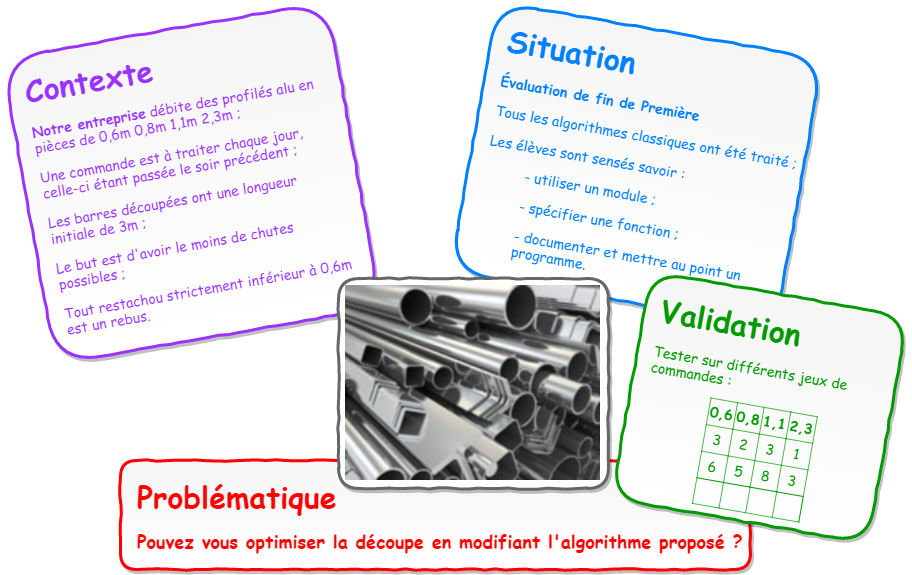 Contexte
Notre entreprise débite des profilés alu en
pièces de 0,6m 0,8m 1,1m 2,3m ;
Une commande est à traiter chaque jour,
celle-ci étant passée le soir précédent ;
Les barres découpées ont une longueur
initiale de 3m ;
Le but est d'avoir le moins de chutes
possibles ;
Tout restachou strictement inférieur à 0,6m
est un rebus.
Situation
Évaluation de fin de Première
Tous les algorithmes classiques ont été traité ;
Les élèves sont sensés savoir :
- utiliser un module ;
- spécifier une fonction ;
- documenter et mettre au point un
programme.
Validation
Tester sur différents jeux de
commandes :
0,6 0,8 1,1 2,3
3 2 3 1
6 5 8 3
Problématique
Pouvez vous optimiser la découpe en modifiant l'algorithme proposé ?